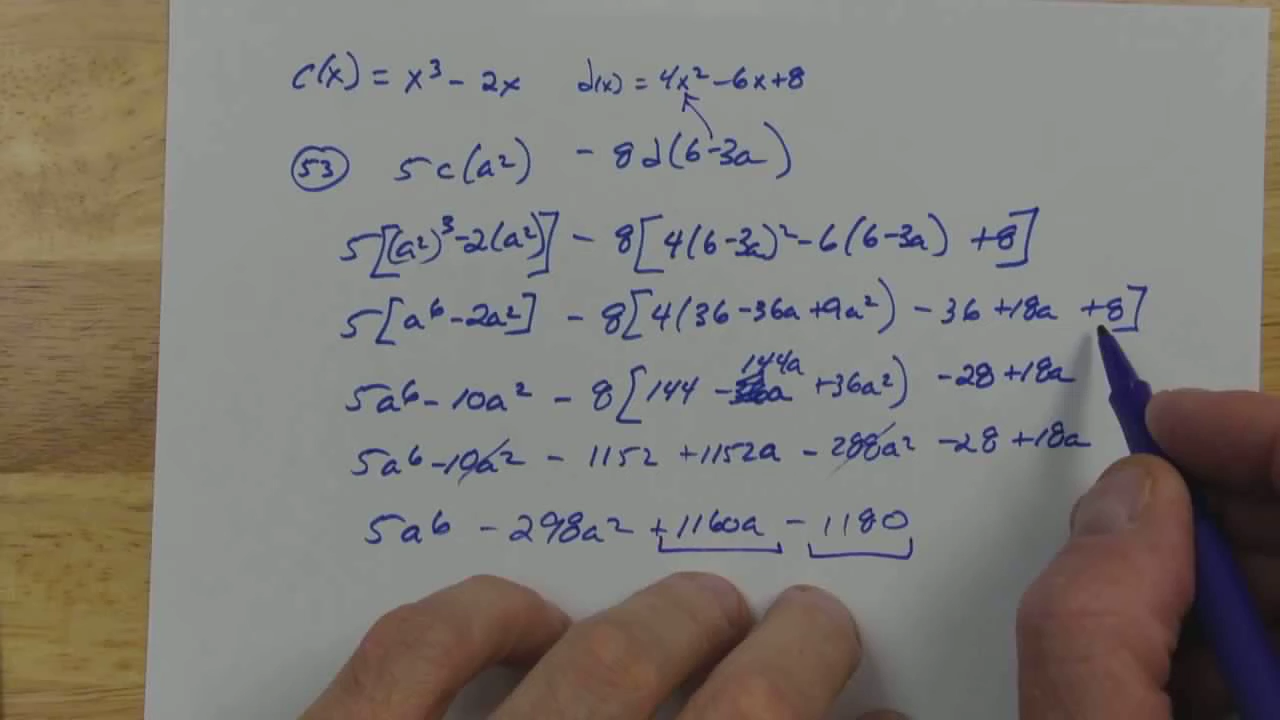 c(x) = x³ - 2x d(x) = 4x² - 6x + 8
53 5c(a²) - 8d(6-3a)
5[(a²)³ - 2(a²)] - 8[4(6-3a)² - 6(6-3a) + 8]
5[a⁶ - 2a²] - 8[4(36 - 36a + 9a²) - 36 + 18a + 8]
144a
5a⁶ - 10a² - 8[144 - a + 36a²) - 28 + 18a
5a⁶ - 10a² - 1152 + 1152a - 288a² - 28 + 18a
5a⁶ - 298a² + 1160a - 1180